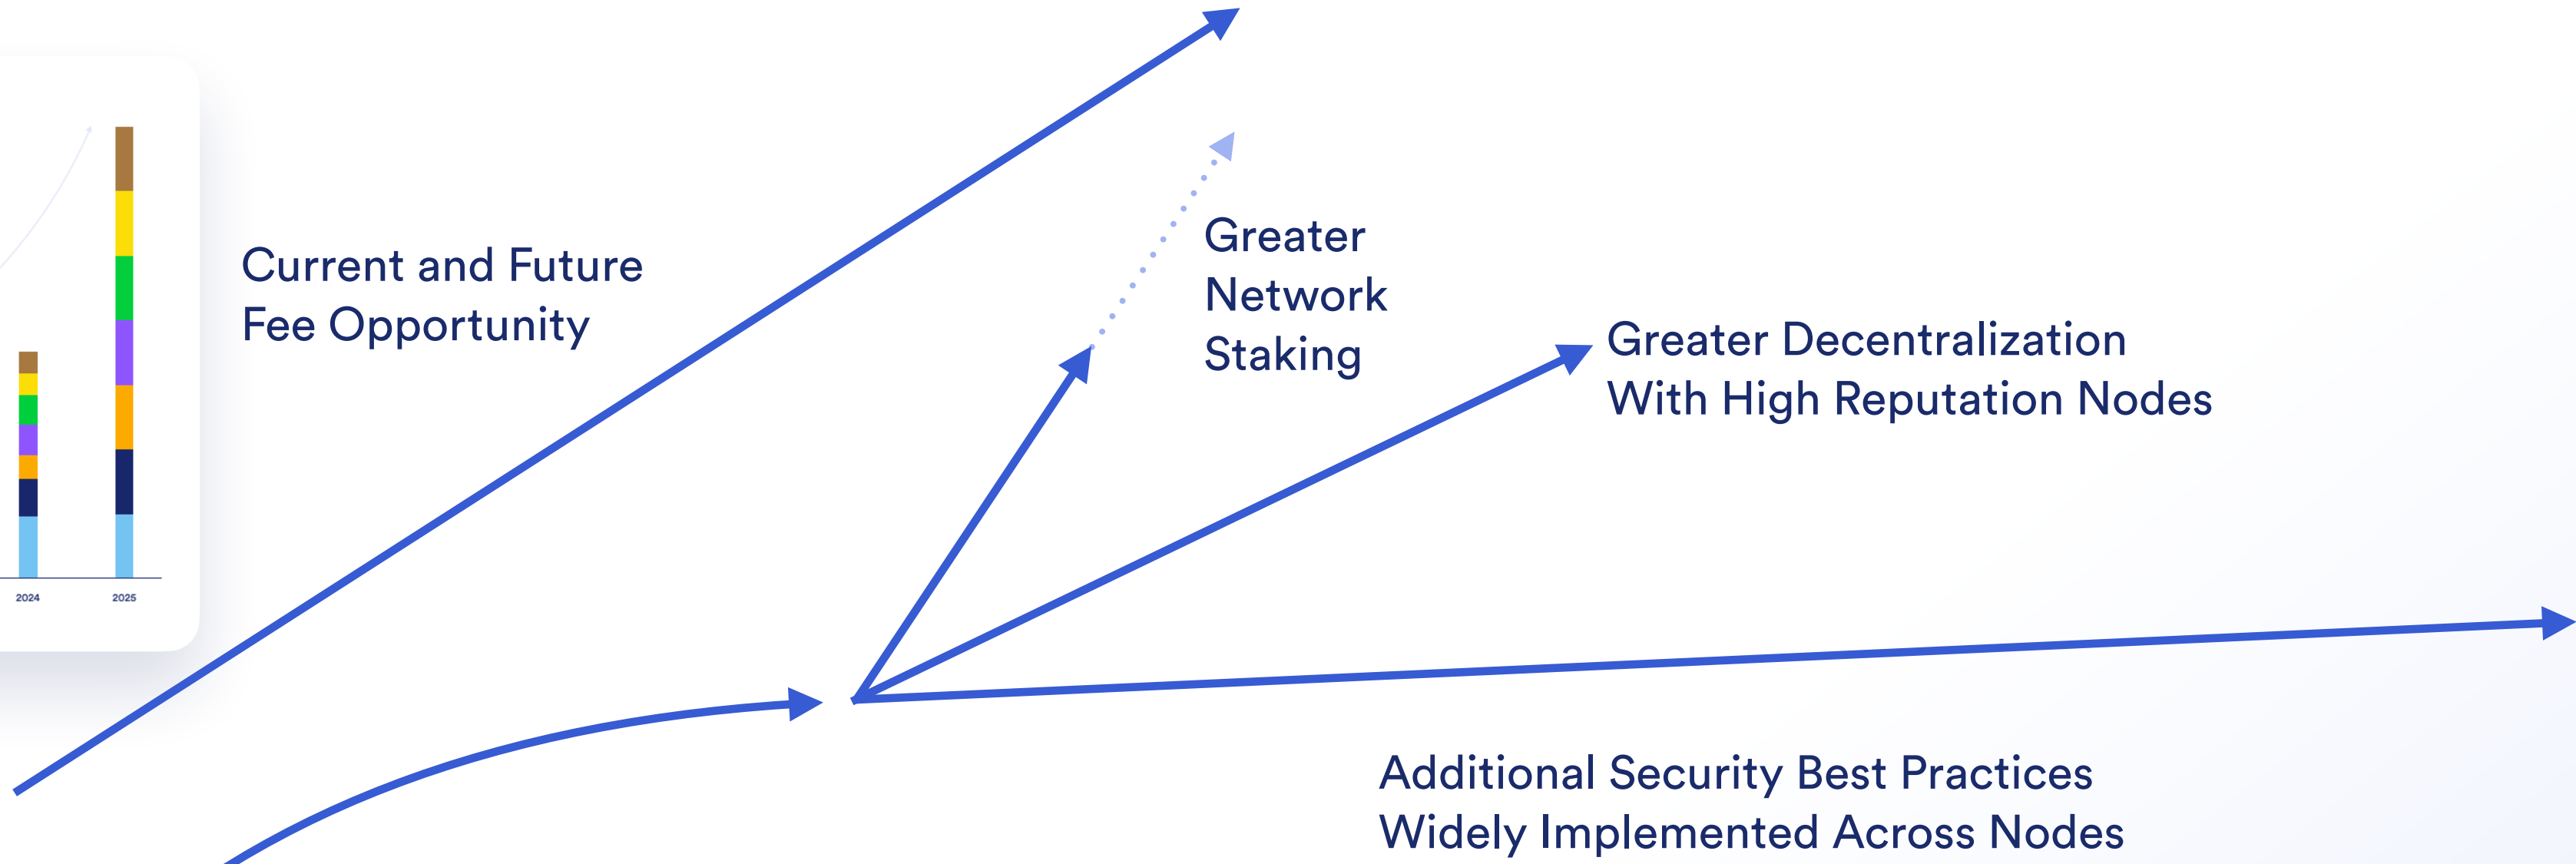 Current and Future
Fee Opportunity
Greater
Network
Staking
Greater Decentralization
With High Reputation Nodes
2024
2025
Additional Security Best Practices
Widely Implemented Across Nodes